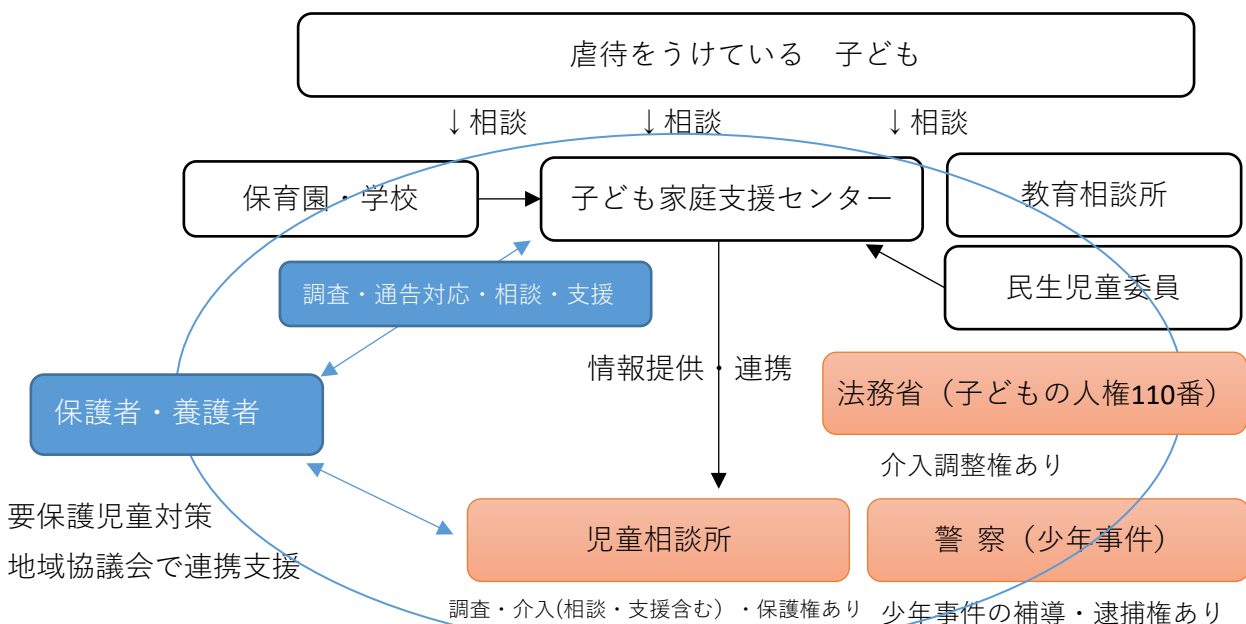 虐待をうけている　子ども
↓相談
↓相談
↓相談
保育園・学校
子ども家庭支援センター
教育相談所
民生児童委員
調査・通告対応・相談・支援
情報提供・連携
法務省（子どもの人権110番）
介入調整権あり
保護者・養護者
要保護児童対策
地域協議会で連携支援
児童相談所
調査・介入(相談・支援含む）・保護権あり
警 察（少年事件）
少年事件の補導・逮捕権あり